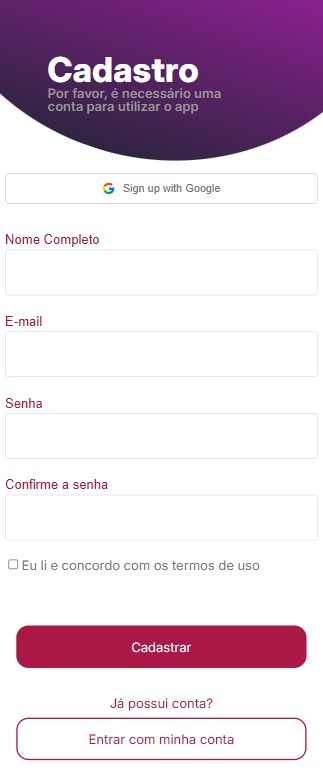 Cadastro
Por favor, é necessário uma
conta para utilizar o app
Sign up with Google
Nome Completo
E-mail
Senha
Confirme a senha
Eu li e concordo com os termos de uso
Cadastrar
Já possui conta?
Entrar com minha conta